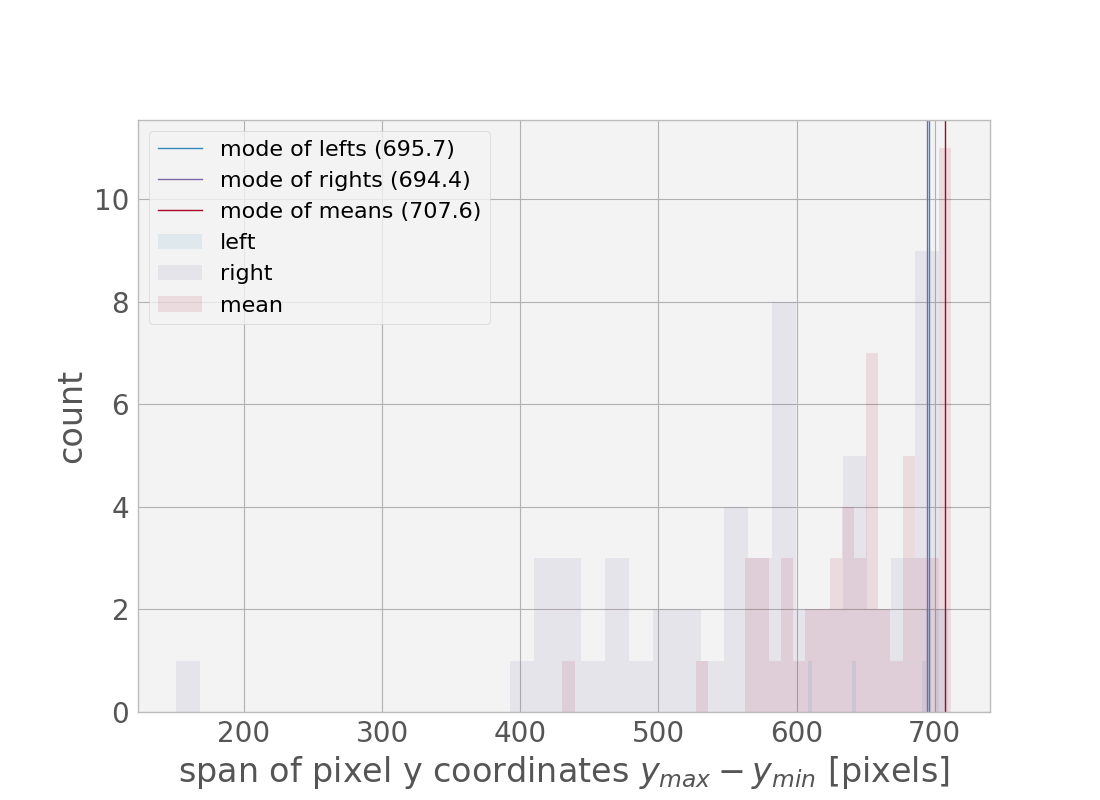 mode of lefts (695.7)
mode of rights (694.4)
mode of means (707.6)
left
right
mean
10
8
6
4
2
0
count
200 300 400 500 600 700
span of pixel y coordinates y_max − y_min [pixels]